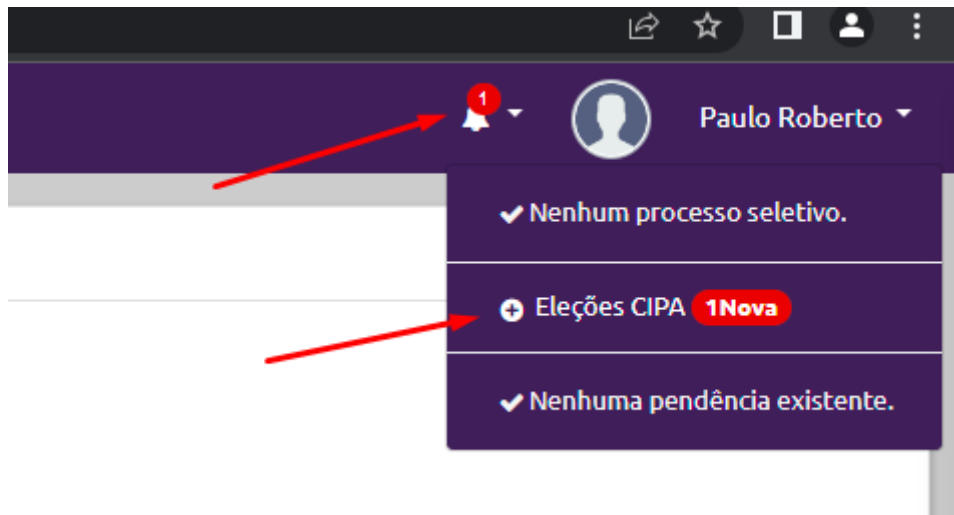 1
Paulo Roberto
Nenhum processo seletivo.
Eleções CIPA 1Nova
Nenhuma pendência existente.